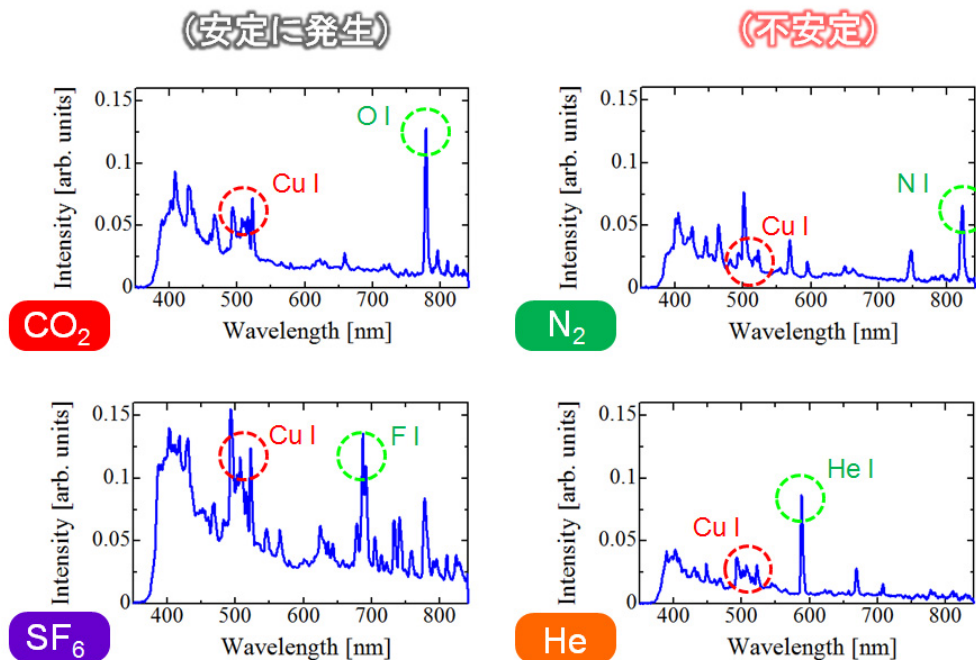 (安定に発生)
(不安定)
Intensity [arb. units]
0.15
0.1
0.05
0
400 500 600 700 800
Wavelength [nm]
Cu I
O I
CO2
Intensity [arb. units]
0.15
0.1
0.05
0
400 500 600 700 800
Wavelength [nm]
Cu I
N I
N2
Intensity [arb. units]
0.15
0.1
0.05
0
400 500 600 700 800
Wavelength [nm]
Cu I
F I
SF6
Intensity [arb. units]
0.15
0.1
0.05
0
400 500 600 700 800
Wavelength [nm]
Cu I
He I
He